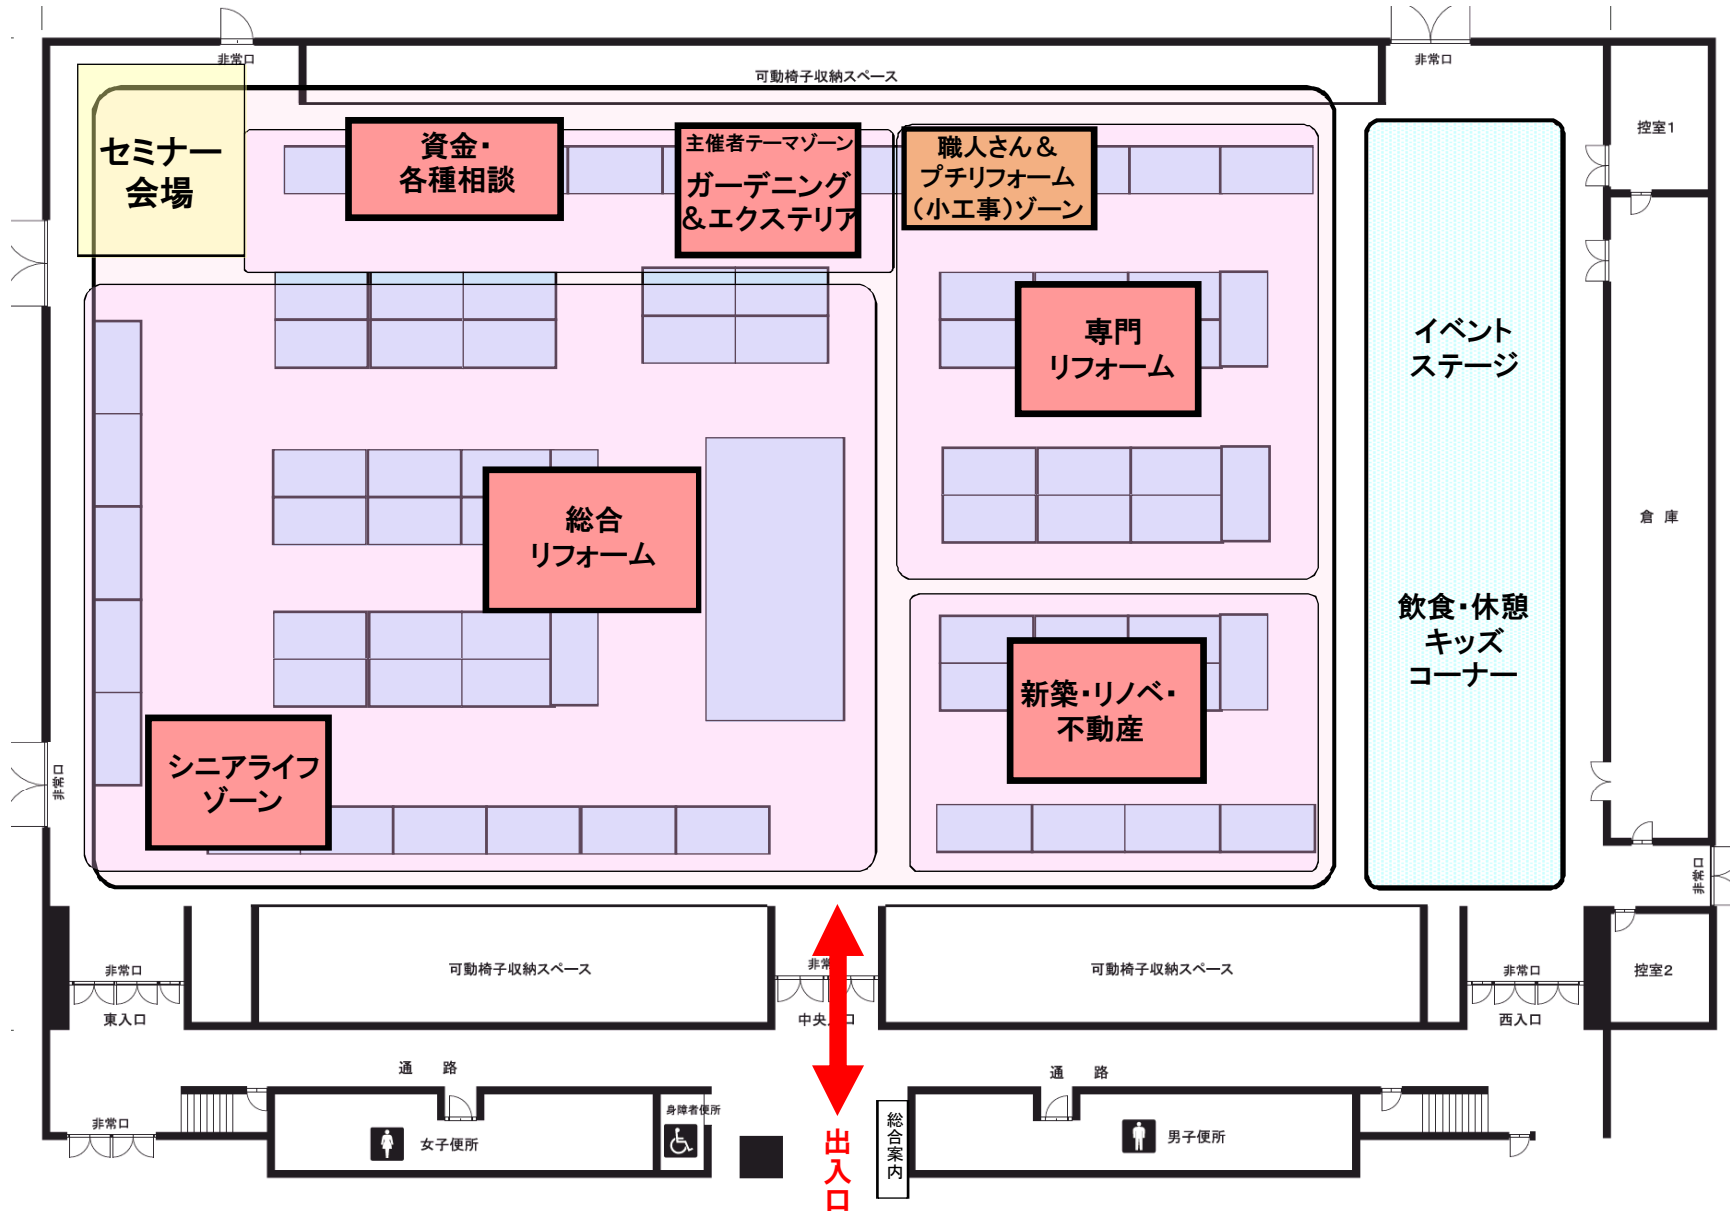 非常口
非常口
可動椅子収納スペース
控室1
セミナー
会場
資金・
各種相談
主催者テーマゾーン
ガーデニング
＆エクステリア
職人さん＆
プチリフォーム
（小工事）ゾーン
専門
リフォーム
イベント
ステージ
総合
リフォーム
倉庫
飲食・休憩
キッズ
コーナー
新築・リノベ・
不動産
シニアライフ
ゾーン
非常口
非常口
可動椅子収納スペース
可動椅子収納スペース
非常口
非常
非常口
控室2
東入口
中央入口
西入口
通路
通路
非常口
女子便所
身障者便所
総合案内
男子便所
出入口